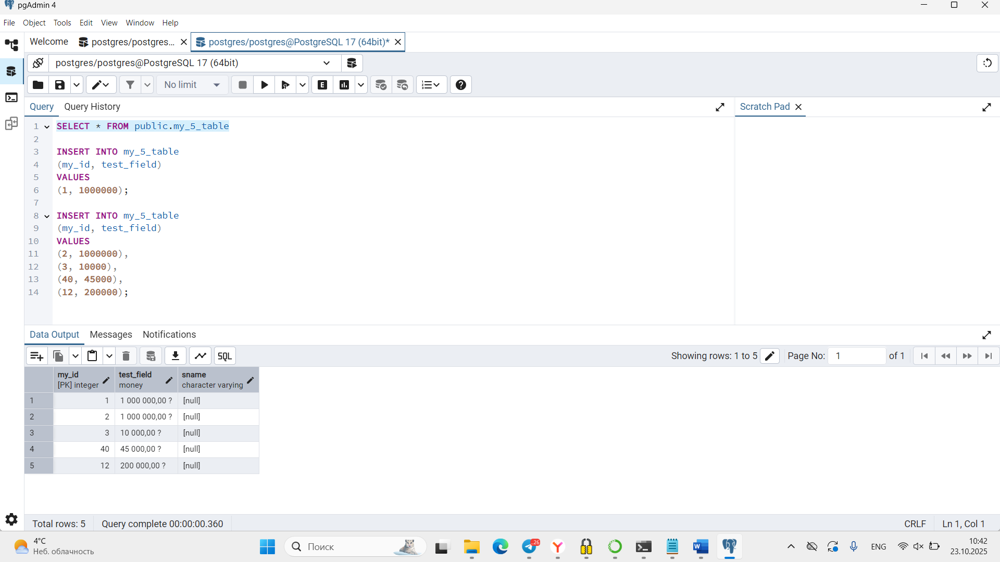 pgAdmin 4
File Object Tools Edit View Window Help
Welcome postgres/postgres... postgres/postgres@PostgreSQL 17 (64bit)*
postgres/postgres@PostgreSQL 17 (64bit)
No limit E
Query Query History Scratch Pad
1 SELECT * FROM public.my_5_table
2
3 INSERT INTO my_5_table
4 (my_id, test_field)
5 VALUES
6 (1, 1000000);
7
8 INSERT INTO my_5_table
9 (my_id, test_field)
10 VALUES
11 (2, 1000000),
12 (3, 10000),
13 (40, 45000),
14 (12, 200000);
Data Output Messages Notifications
SQL Showing rows: 1 to 5 Page No: 1 of 1
my_id test_field sname
[PK] integer money character varying
1 1 1 000 000,00 ? [null]
2 2 1 000 000,00 ? [null]
3 3 10 000,00 ? [null]
4 40 45 000,00 ? [null]
5 12 200 000,00 ? [null]
Total rows: 5 Query complete 00:00:00.360 CRLF Ln 1, Col 1
4°C
Неб. облачность
Поиск
26
ENG
10:42
23.10.2025